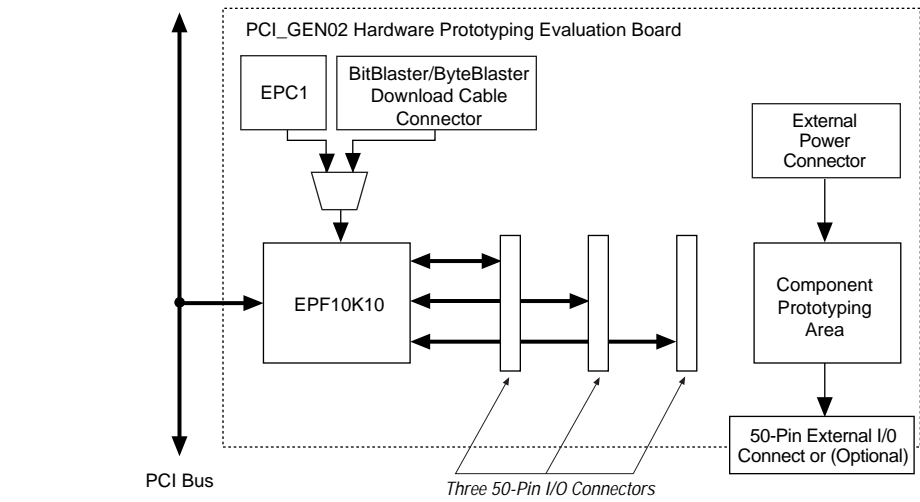 PCI_GEN02 Hardware Prototyping Evaluation Board
EPC1
BitBlaster/ByteBlaster
Download Cable
Connector
External
Power
Connector
EPF10K10
Component
Prototyping
Area
50-Pin External I/0
Connect or (Optional)
PCI Bus
Three 50-Pin I/O Connectors